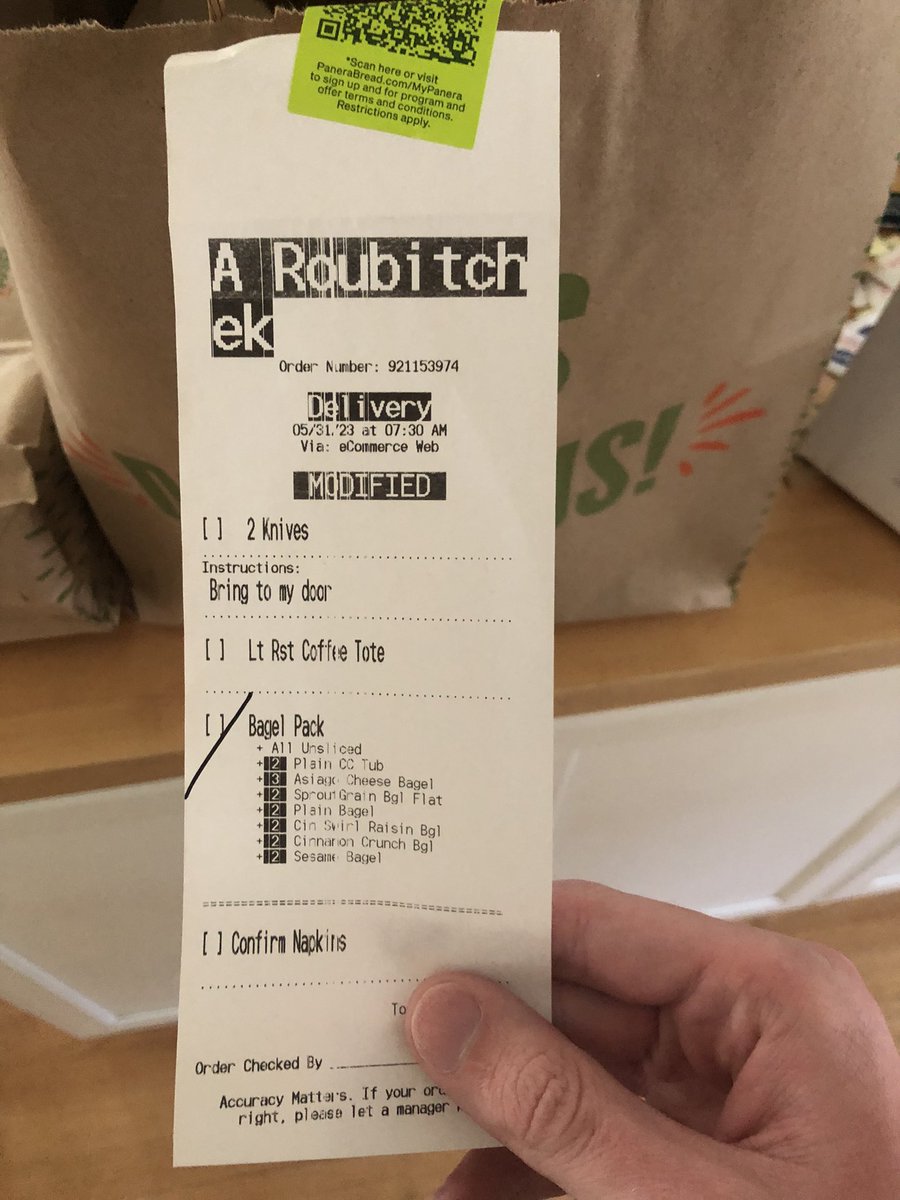 *Scan here or visit
PaneraBread.com/MyPanera
to sign up and for program and
offer terms and conditions.
Restrictions apply.
A Roubitch
ek
Order Number: 921153974
Delivery
05/31/23 at 07:30 AM
Via: eCommerce Web
MODIFIED
[ ] 2 Knives
Instructions:
Bring to my door
[ ] Lt Rst Coffee Tote
[ ] Bagel Pack
+ All Unsliced
+ 2 Plain CC Tub
+ 3 Asiago Cheese Bagel
+ 2 Sprout Grain Bgl Flat
+ 2 Plain Bagel
+ 2 Cin Swirl Raisin Bgl
+ 2 Cinnamon Crunch Bgl
+ 2 Sesame Bagel
[ ] Confirm Napkins
To
Order Checked By
Accuracy Matters. If your
right, please let a manager